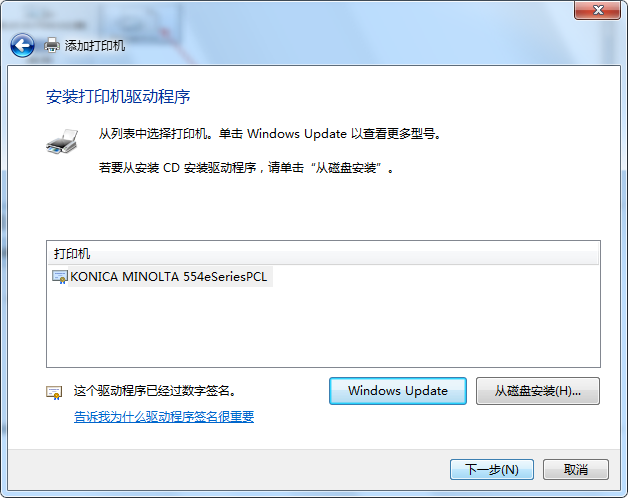 添加打印机
安装打印机驱动程序
从列表中选择打印机。单击 Windows Update 以查看更多型号。
若要从安装 CD 安装驱动程序，请单击“从磁盘安装”。
打印机
KONICA MINOLTA 554eSeriesPCL
这个驱动程序已经过数字签名。
Windows Update
从磁盘安装(H)...
告诉我为什么驱动程序签名很重要
下一步(N)
取消